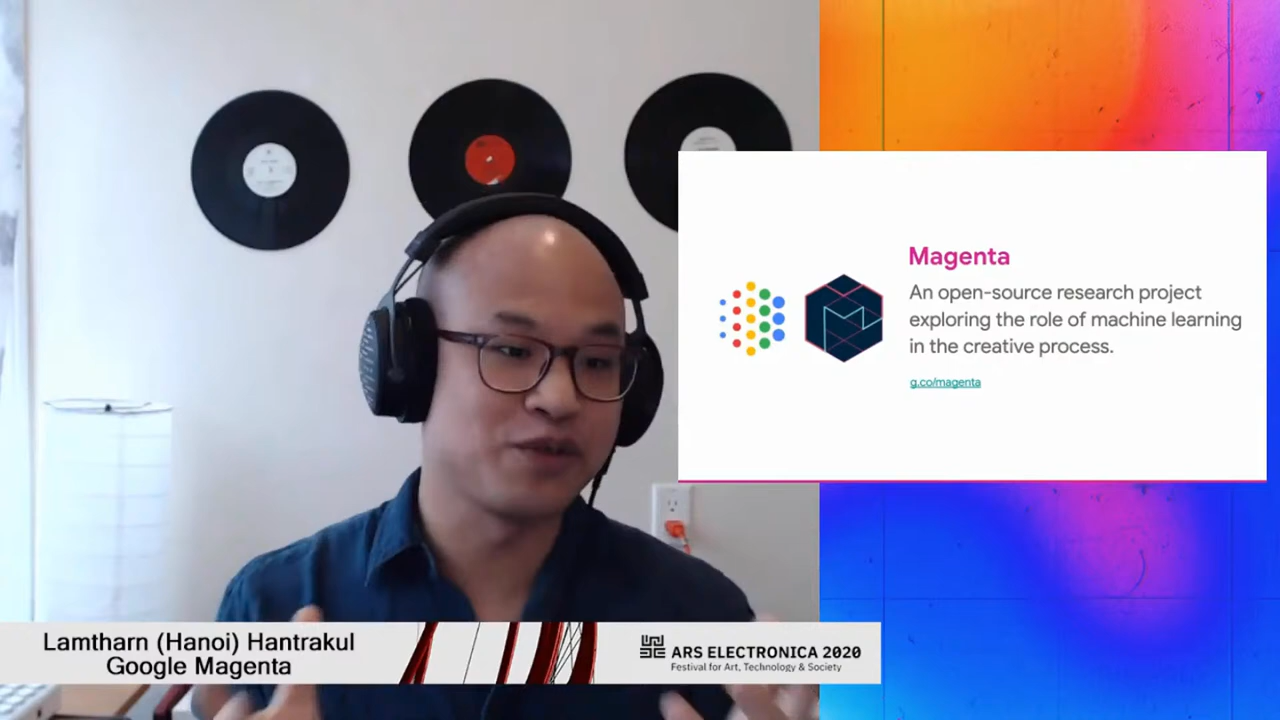 Magenta
An open-source research project
exploring the role of machine learning
in the creative process.
g.co/magenta
Lamtharn (Hanoi) Hantrakul
Google Magenta
ARS ELECTRONICA 2020
Festival for Art, Technology & Society